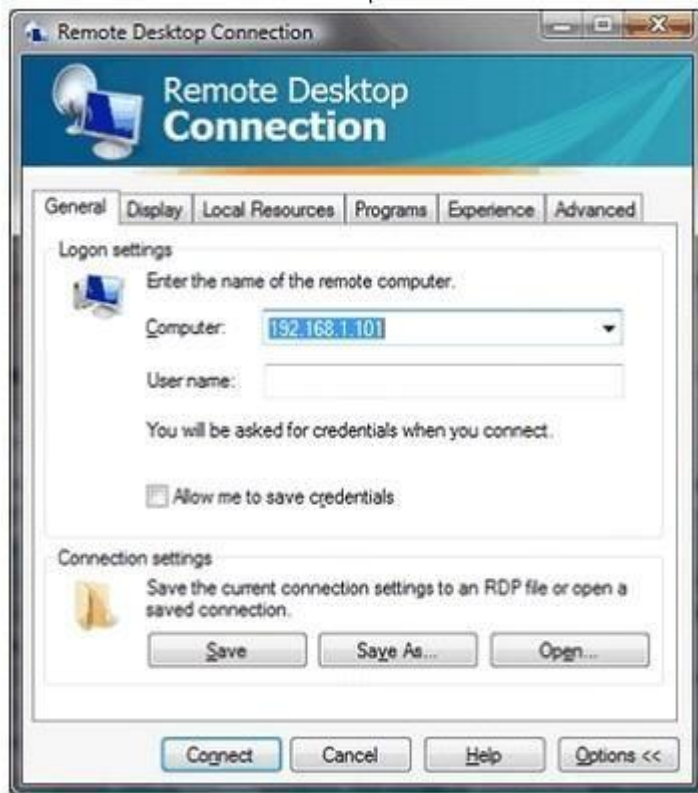 Remote Desktop Connection
Remote Desktop
Connection
General Display Local Resources Programs Experience Advanced
Logon settings
Enter the name of the remote computer.
Computer: 192.168.1.101
User name:
You will be asked for credentials when you connect.
Allow me to save credentials
Connection settings
Save the current connection settings to an RDP file or open a
saved connection.
Save Save As... Open...
Connect Cancel Help Options <<